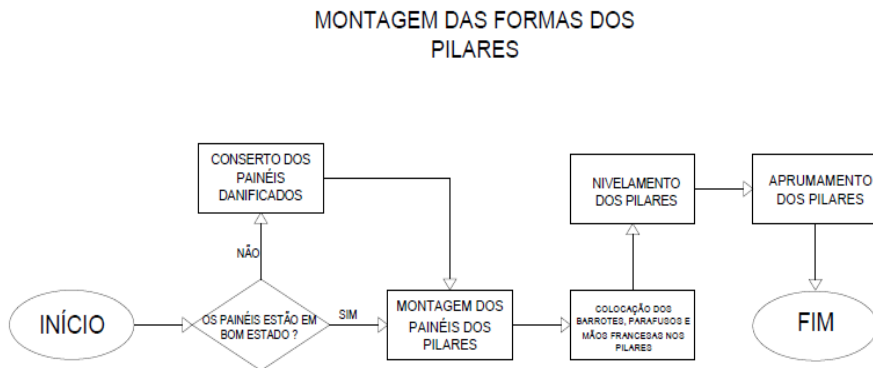 MONTAGEM DAS FORMAS DOS
PILARES
CONSERTO DOS
PAINÉIS
DANIFICADOS
NIVELAMENTO
DOS PILARES
APRUMAMENTO
DOS PILARES
NÃO
INÍCIO
OS PAINÉIS ESTÃO EM
BOM ESTADO ?
SIM
MONTAGEM DOS
PAINÉIS DOS
PILARES
COLOCAÇÃO DOS
BARROTES, PARAFUSOS E
MÃOS FRANCESAS NOS
PILARES
FIM